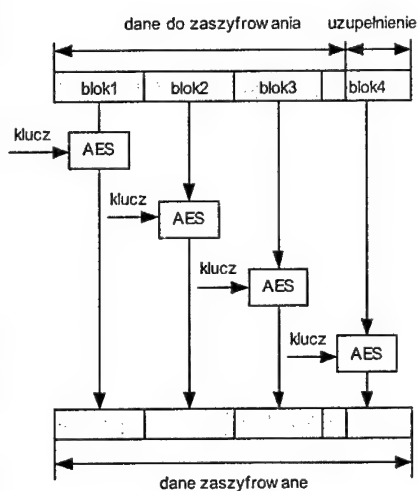 dane do zaszyfrowania uzupełnienie
blok1 blok2 blok3 blok4
klucz AES
klucz AES
klucz AES
klucz AES
dane zaszyfrowane